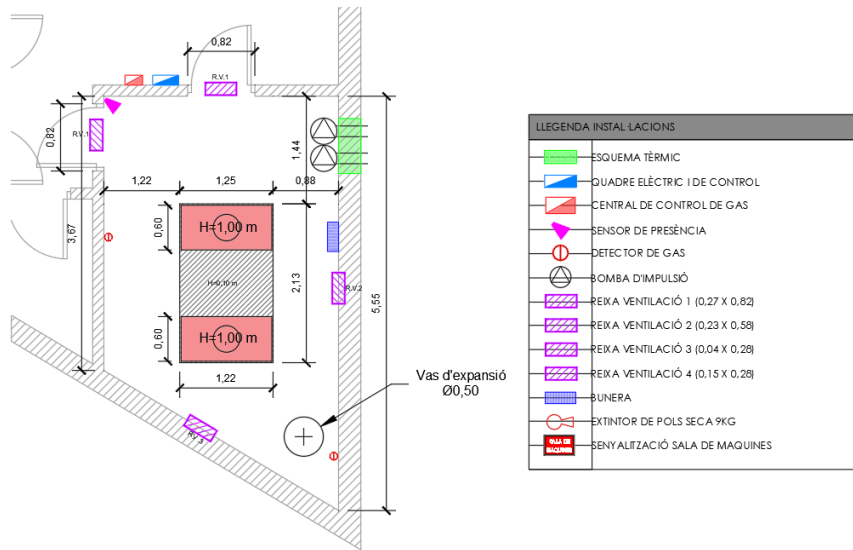 0,82
R.V.1
R.V.1
0,82
1,44
1,22
1,25
0,88
3,67
0,60
H=1,00 m
H=0,10 m
2,13
R.V.2
5,55
0,60
H=1,00 m
1,22
Vas d'expansió
Ø0,50
R.V.3
LLEGENDA INSTAL·LACIONS
ESQUEMA TÈRMIC
QUADRE ELÈCTRIC I DE CONTROL
CENTRAL DE CONTROL DE GAS
SENSOR DE PRESÈNCIA
DETECTOR DE GAS
BOMBA D'IMPULSIÓ
REIXA VENTILACIÓ 1 (0,27 X 0,82)
REIXA VENTILACIÓ 2 (0,23 X 0,58)
REIXA VENTILACIÓ 3 (0,04 X 0,28)
REIXA VENTILACIÓ 4 (0,15 X 0,28)
BUNERA
EXTINTOR DE POLS SECA 9KG
SALA DE
MAQUINES
SENYALITZACIÓ SALA DE MAQUINES